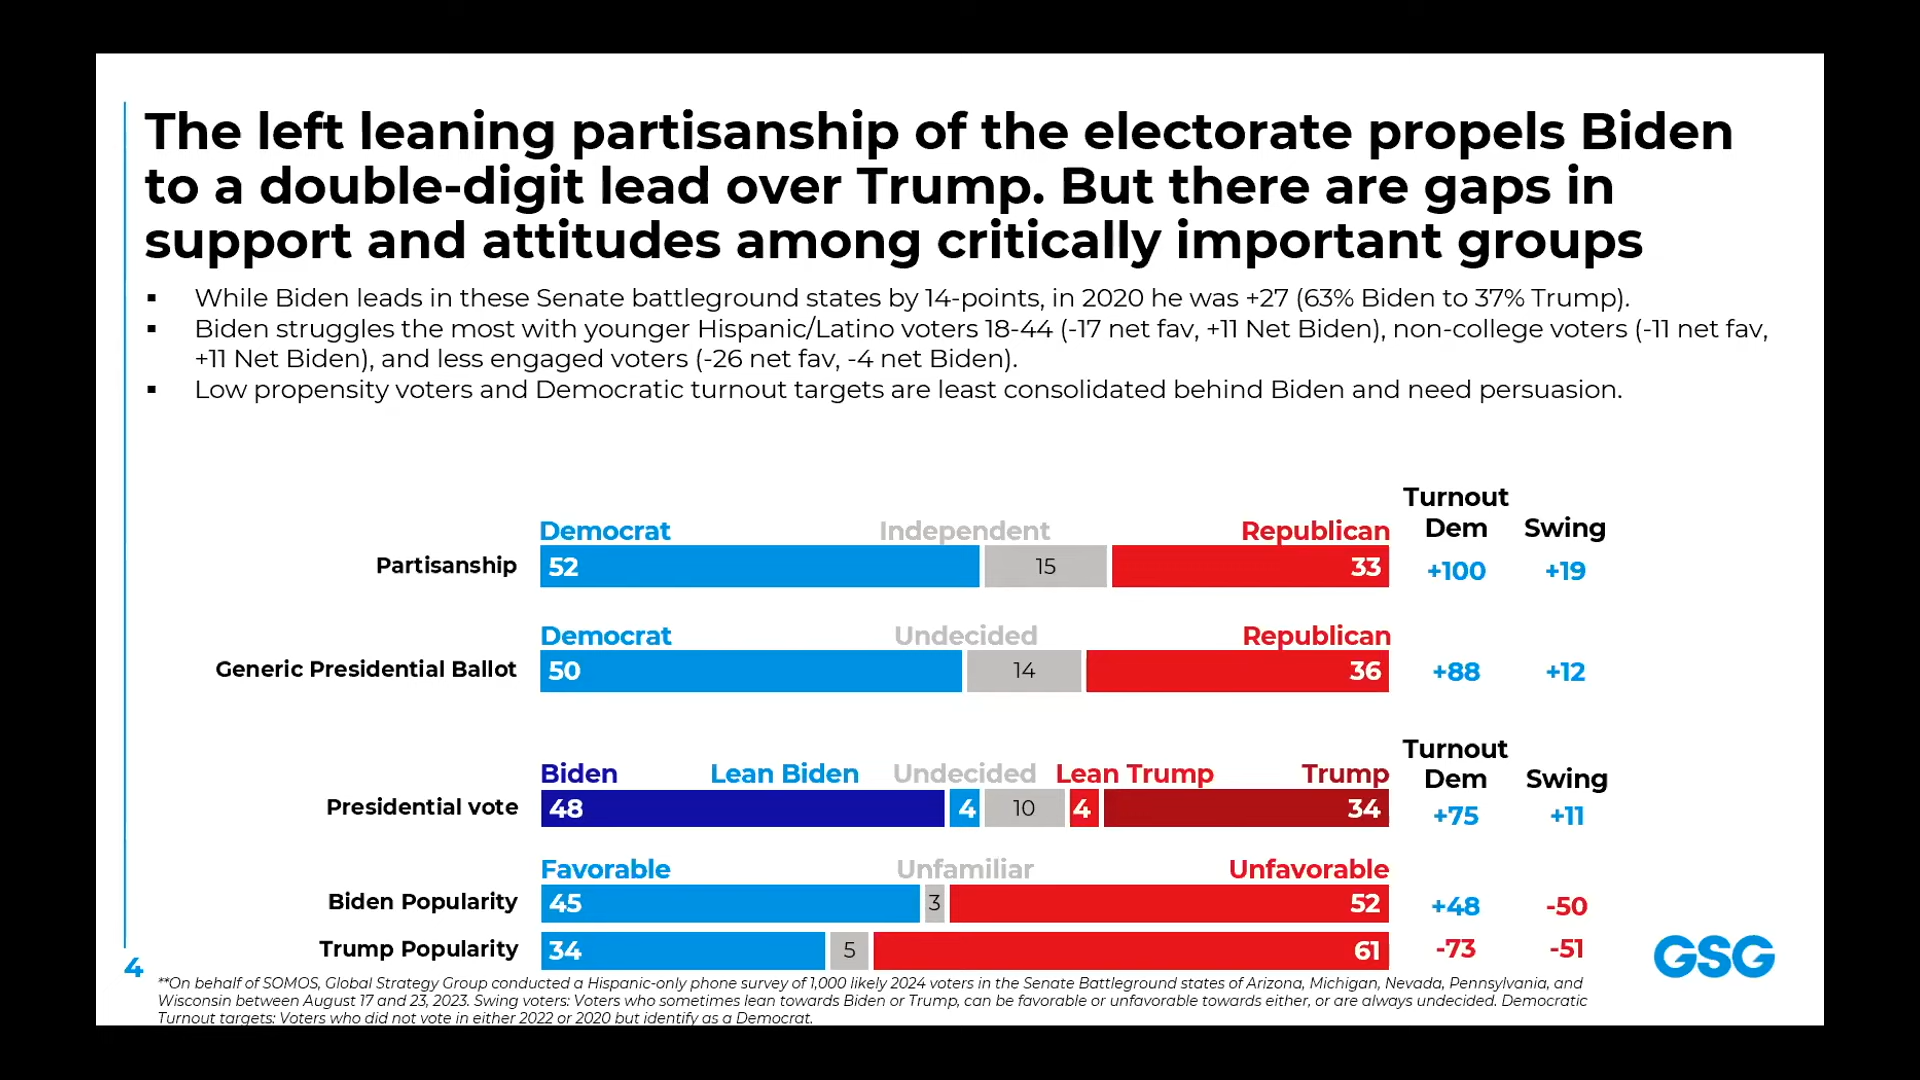 The left leaning partisanship of the electorate propels Biden
to a double-digit lead over Trump. But there are gaps in
support and attitudes among critically important groups
▪ While Biden leads in these Senate battleground states by 14-points, in 2020 he was +27 (63% Biden to 37% Trump).
▪ Biden struggles the most with younger Hispanic/Latino voters 18-44 (-17 net fav, +11 Net Biden), non-college voters (-11 net fav,
+11 Net Biden), and less engaged voters (-26 net fav, -4 net Biden).
▪ Low propensity voters and Democratic turnout targets are least consolidated behind Biden and need persuasion.
Turnout
Democrat Independent Republican Dem Swing
Partisanship 52 15 33 +100 +19
Democrat Undecided Republican
Generic Presidential Ballot 50 14 36 +88 +12
Turnout
Biden Lean Biden Undecided Lean Trump Trump Dem Swing
Presidential vote 48 4 10 4 34 +75 +11
Favorable Unfamiliar Unfavorable
Biden Popularity 45 3 52 +48 -50
Trump Popularity 34 5 61 -73 -51
GSG
4
**On behalf of SOMOS, Global Strategy Group conducted a Hispanic-only phone survey of 1,000 likely 2024 voters in the Senate Battleground states of Arizona, Michigan, Nevada, Pennsylvania, and
Wisconsin between August 17 and 23, 2023. Swing voters: Voters who sometimes lean towards Biden or Trump, can be favorable or unfavorable towards either, or are always undecided. Democratic
Turnout targets: Voters who did not vote in either 2022 or 2020 but identify as a Democrat.